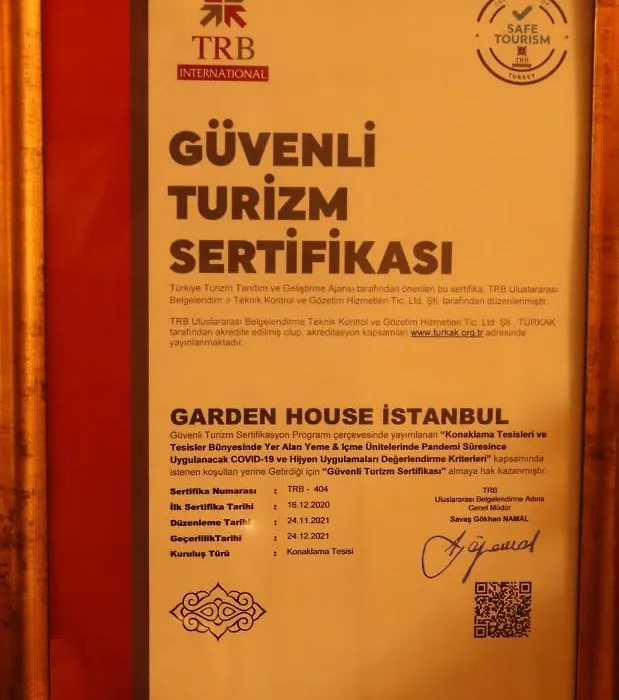 TRB
INTERNATIONAL
SAFE
TOURISM
TRB
TURKEY
GÜVENLİ
TURİZM
SERTİFİKASI
Türkiye Turizm Tanıtım ve Geliştirme Ajansı tarafından önerilen bu sertifika, TRB Uluslararası
Belgelendirme Teknik Kontrol ve Gözetim Hizmetleri Tic. Ltd. Şti. tarafından düzenlenmiştir.
TRB Uluslararası Belgelendirme Teknik Kontrol ve Gözetim Hizmetleri Tic. Ltd. Şti., TÜRKAK
tarafından akredite edilmiş olup, akreditasyon kapsamları www.turkak.org.tr adresinde
yayınlanmaktadır.
GARDEN HOUSE İSTANBUL
Güvenli Turizm Sertifikasyon Programı çerçevesinde yayımlanan "Konaklama Tesisleri ve
Tesisler Bünyesinde Yer Alan Yeme & İçme Ünitelerinde Pandemi Süresince
Uygulanacak COVID-19 ve Hijyen Uygulamaları Değerlendirme Kriterleri" kapsamında
istenen koşulları yerine Getirdiği için "Güvenli Turizm Sertifikası" almaya hak kazanmıştır.
Sertifika Numarası : TRB - 404
İlk Sertifika Tarihi : 16.12.2020
Düzenleme Tarihi : 24.11.2021
GeçerlilikTarihi : 24.12.2021
Kuruluş Türü : Konaklama Tesisi
TRB
Uluslararası Belgelendirme Adına
Genel Müdür
Savaş Gökhan NAMAL